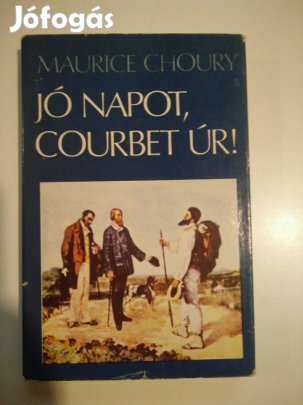 Jófogás
MAURICE CHOURY
JÓ NAPOT,
COURBET ÚR!